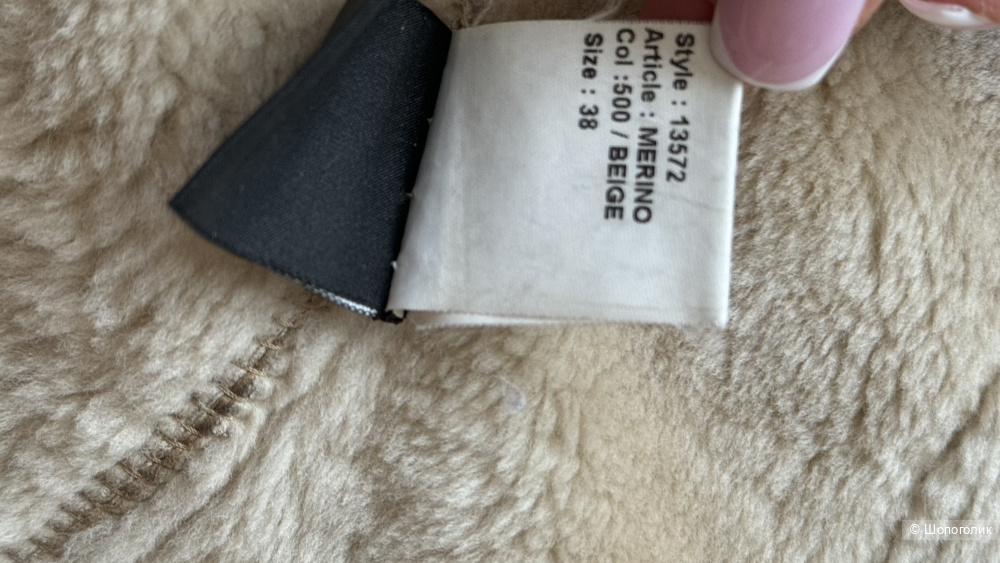 Style : 13572
Article : MERINO
Col :500 / BEIGE
Size : 38
© Шопоголик